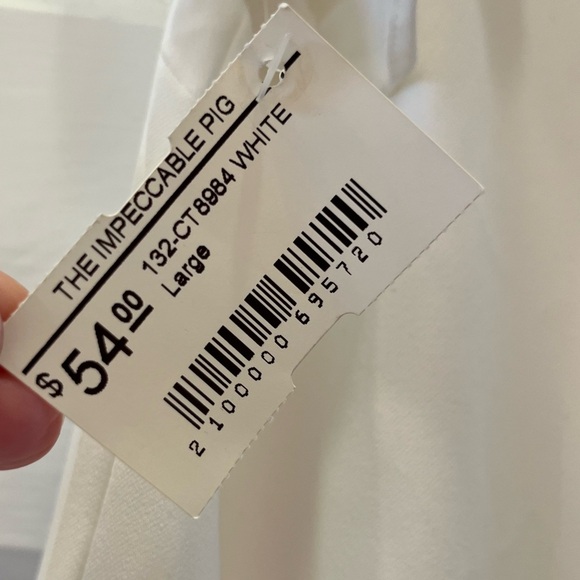 THE IMPECCABLE PIG
132-CT8984 WHITE
Large
$54.00
2100000695720